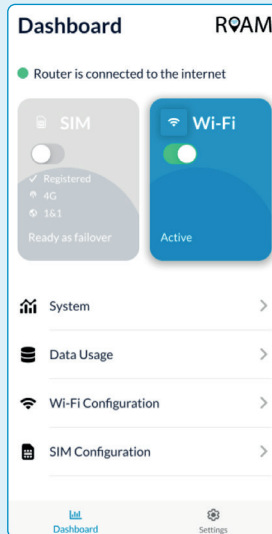 Dashboard
ROAM
Router is connected to the internet
SIM
Registered
4G
1&1
Ready as failover
Wi-Fi
Active
System
Data Usage
Wi-Fi Configuration
SIM Configuration
Dashboard
Settings